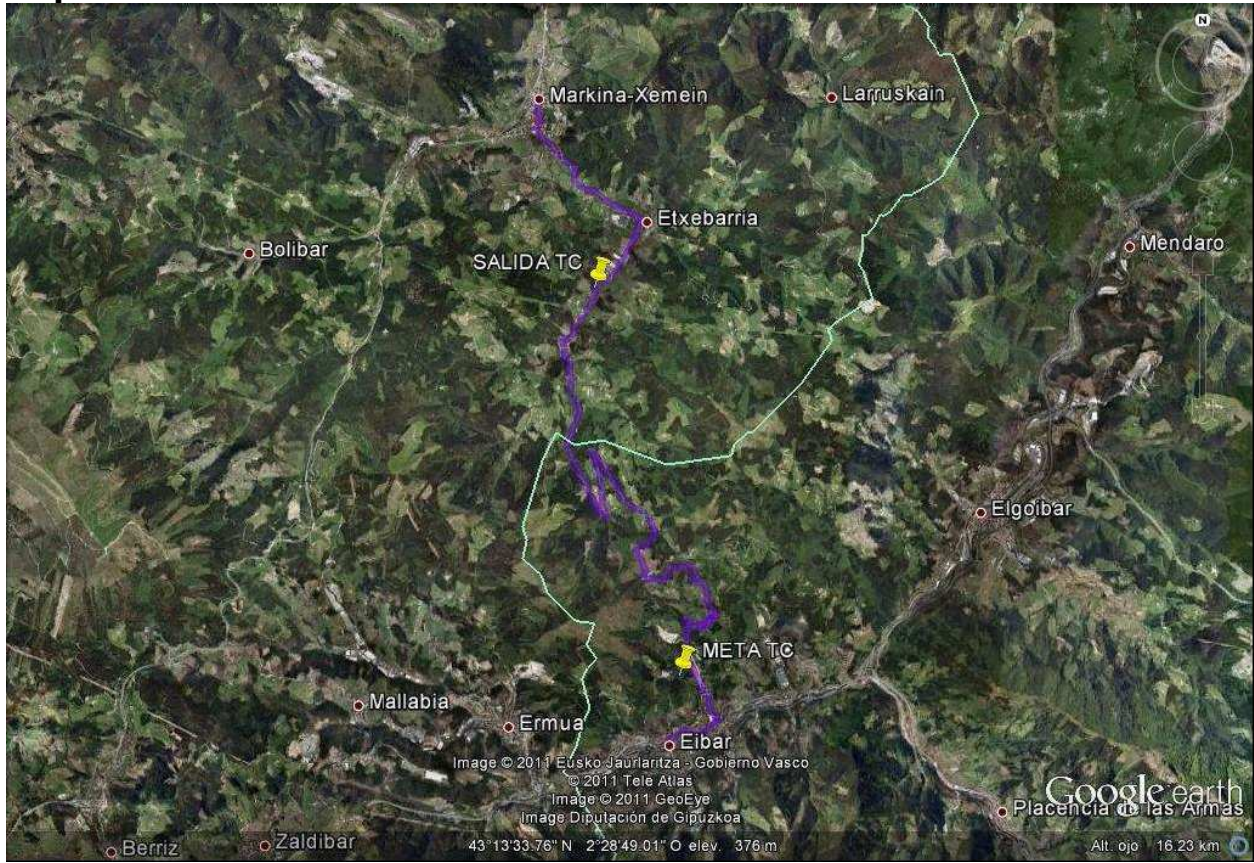 N
Markina-Xemein
Larruskain
Etxebarria
Bolibar
Mendaro
SALIDA TC
Elgoibar
META TC
Mallabia
Ermua
Eibar
Image © 2011 Eusko Jaurlaritza - Gobierno Vasco
© 2011 Tele Atlas
Image © 2011 GeoEye
Image Diputación de Gipuzkoa
Google earth
Placencia de las Armas
Zaldibar
Berriz
43°13'33.76" N 2°28'49.01" O elev. 376 m
Alt. ojo 16.23 km